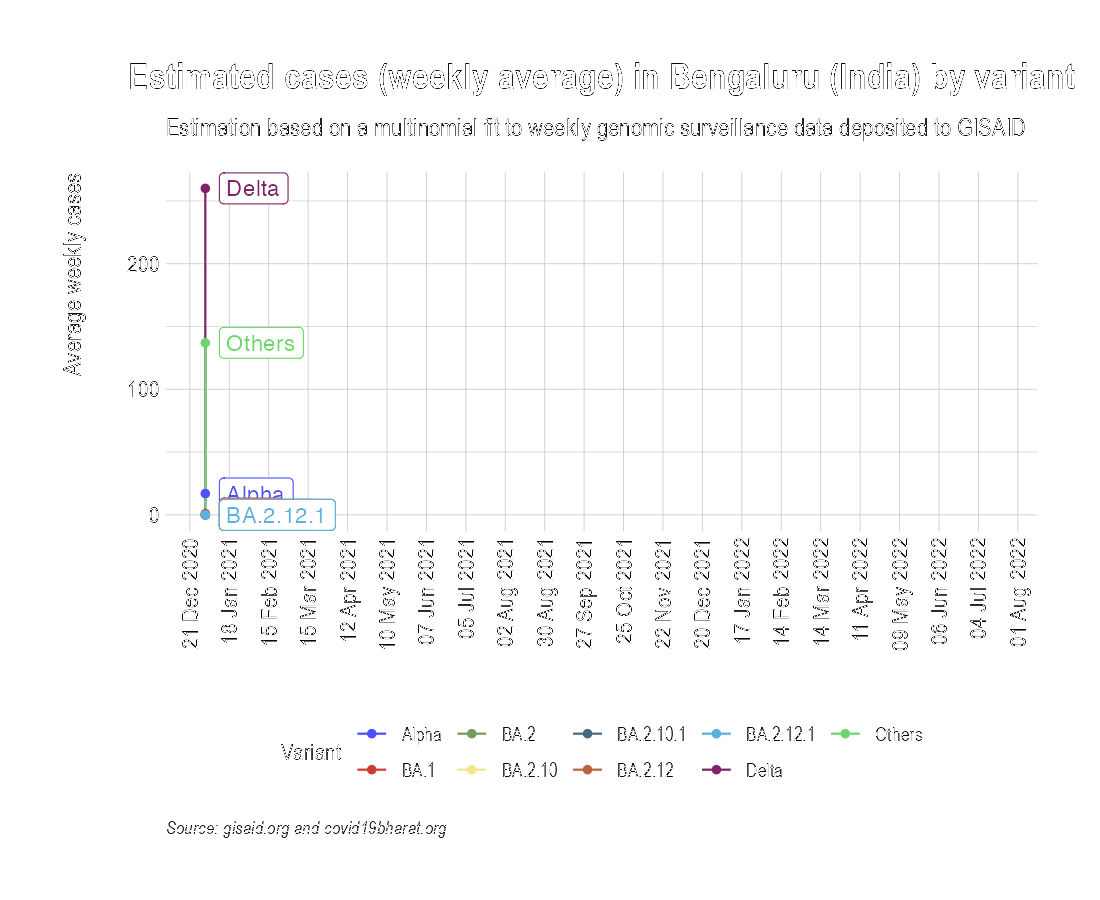 Estimated cases (weekly average) in Bengaluru (India) by variant
Estimation based on a multinomial fit to weekly genomic surveillance data deposited to GISAID
Average weekly cases
200
100
0
Delta
Others
Alpha
BA.2.12.1
21 Dec 2020
18 Jan 2021
15 Feb 2021
15 Mar 2021
12 Apr 2021
10 May 2021
07 Jun 2021
05 Jul 2021
02 Aug 2021
30 Aug 2021
27 Sep 2021
25 Oct 2021
22 Nov 2021
20 Dec 2021
17 Jan 2022
14 Feb 2022
14 Mar 2022
11 Apr 2022
09 May 2022
06 Jun 2022
04 Jul 2022
01 Aug 2022
Variant
Alpha BA.2 BA.2.10.1 BA.2.12.1 Others
BA.1 BA.2.10 BA.2.12 Delta
Source: gisaid.org and covid19bharat.org